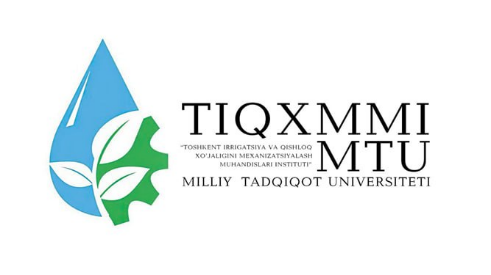 TIQXMMI
"TOSHKENT IRRIGATSIYA VA QISHLOQ
XO'JALIGINI MEXANIZATSIYALASH
MUHANDISLARI INSTITUTI"
MTU
MILLIY TADQIQOT UNIVERSITETI